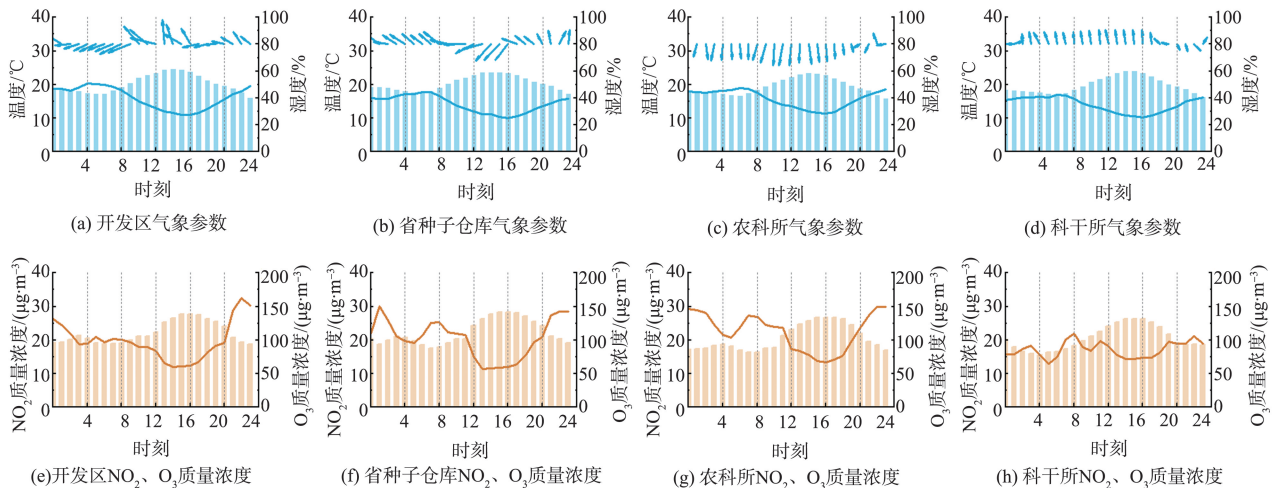 40
30
20
10
0
温度/℃
100
80
60
40
20
0
湿度/%
4 8 12 16 20 24
时刻
(a) 开发区气象参数
40
30
20
10
0
温度/℃
100
80
60
40
20
0
湿度/%
4 8 12 16 20 24
时刻
(b) 省种子仓库气象参数
40
30
20
10
0
温度/℃
100
80
60
40
20
0
湿度/%
4 8 12 16 20 24
时刻
(c) 农科所气象参数
40
30
20
10
0
温度/℃
100
80
60
40
20
0
湿度/%
4 8 12 16 20 24
时刻
(d) 科干所气象参数
40
30
20
10
0
NO₂质量浓度/(μg·m⁻³)
200
150
100
50
0
O₃质量浓度/(μg·m⁻³)
4 8 12 16 20 24
时刻
(e)开发区NO₂、O₃质量浓度
40
30
20
10
0
NO₂质量浓度/(μg·m⁻³)
200
150
100
50
0
O₃质量浓度/(μg·m⁻³)
4 8 12 16 20 24
时刻
(f) 省种子仓库NO₂、O₃质量浓度
40
30
20
10
0
NO₂质量浓度/(μg·m⁻³)
200
150
100
50
0
O₃质量浓度/(μg·m⁻³)
4 8 12 16 20 24
时刻
(g) 农科所NO₂、O₃质量浓度
40
30
20
10
0
NO₂质量浓度/(μg·m⁻³)
200
150
100
50
0
O₃质量浓度/(μg·m⁻³)
4 8 12 16 20 24
时刻
(h) 科干所NO₂、O₃质量浓度